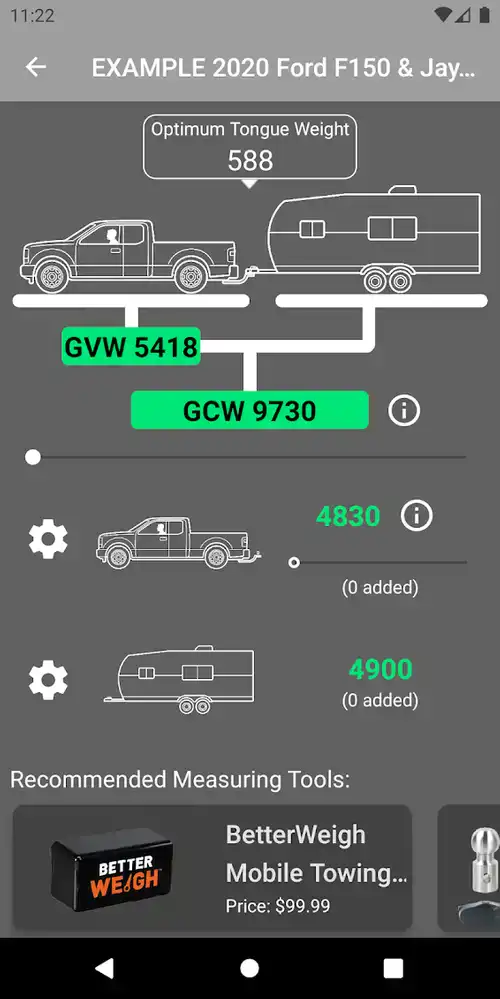 11:22
EXAMPLE 2020 Ford F150 & Jay...
Optimum Tongue Weight
588
GVW 5418
GCW 9730
4830
(0 added)
4900
(0 added)
Recommended Measuring Tools:
BETTER
WEIGH
BetterWeigh
Mobile Towing...
Price: $99.99